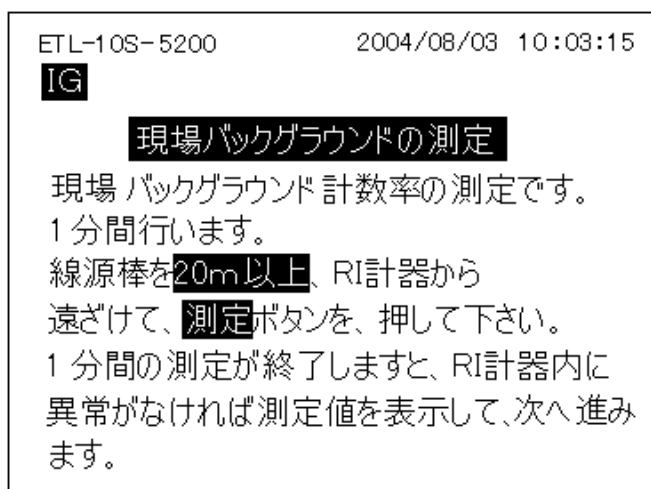 ETL-10S-5200 2004/08/03 10:03:15
IG
現場バックグラウンドの測定
現場バックグラウンド計数率の測定です。
1分間行います。
線源棒を20m以上、RI計器から
遠ざけて、測定ボタンを、押して下さい。
1分間の測定が終了しますと、RI計器内に
異常がなければ測定値を表示して、次へ進み
ます。